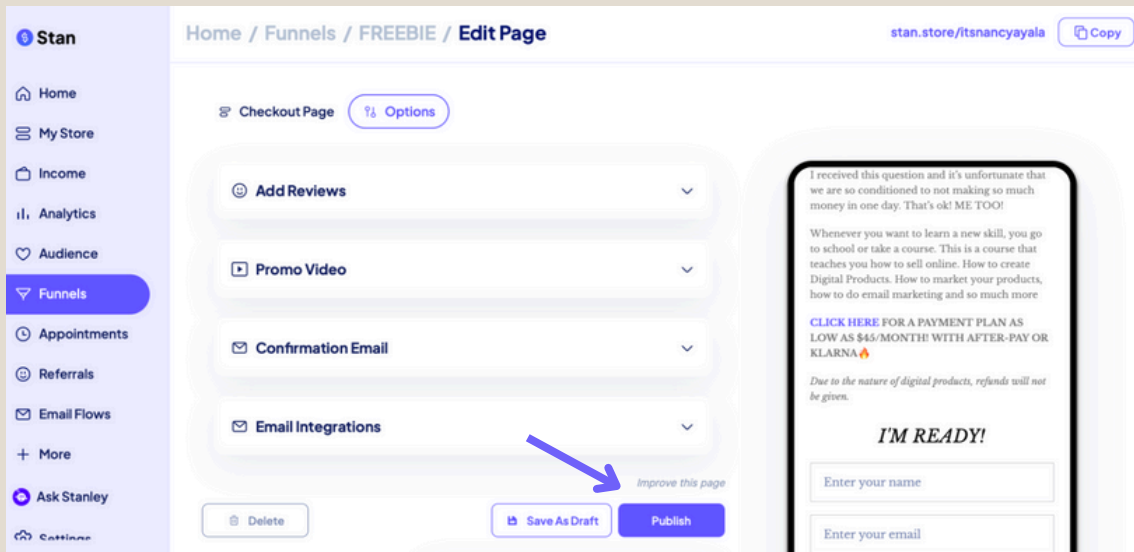 Stan
Home / Funnels / FREEBIE / Edit Page
stan.store/itsnancyayala
Copy
Home
My Store
Income
Analytics
Audience
Funnels
Appointments
Referrals
Email Flows
More
Ask Stanley
Settings
Checkout Page
Options
Add Reviews
Promo Video
Confirmation Email
Email Integrations
Improve this page
Delete
Save As Draft
Publish
I received this question and it's unfortunate that
we are so conditioned to not making so much
money in one day. That's ok! ME TOO!
Whenever you want to learn a new skill, you go
to school or take a course. This is a course that
teaches you how to sell online. How to create
Digital Products. How to market your products,
how to do email marketing and so much more
CLICK HERE FOR A PAYMENT PLAN AS
LOW AS $45/MONTH! WITH AFTER-PAY OR
KLARNA🔥
Due to the nature of digital products, refunds will not
be given.
I'M READY!
Enter your name
Enter your email